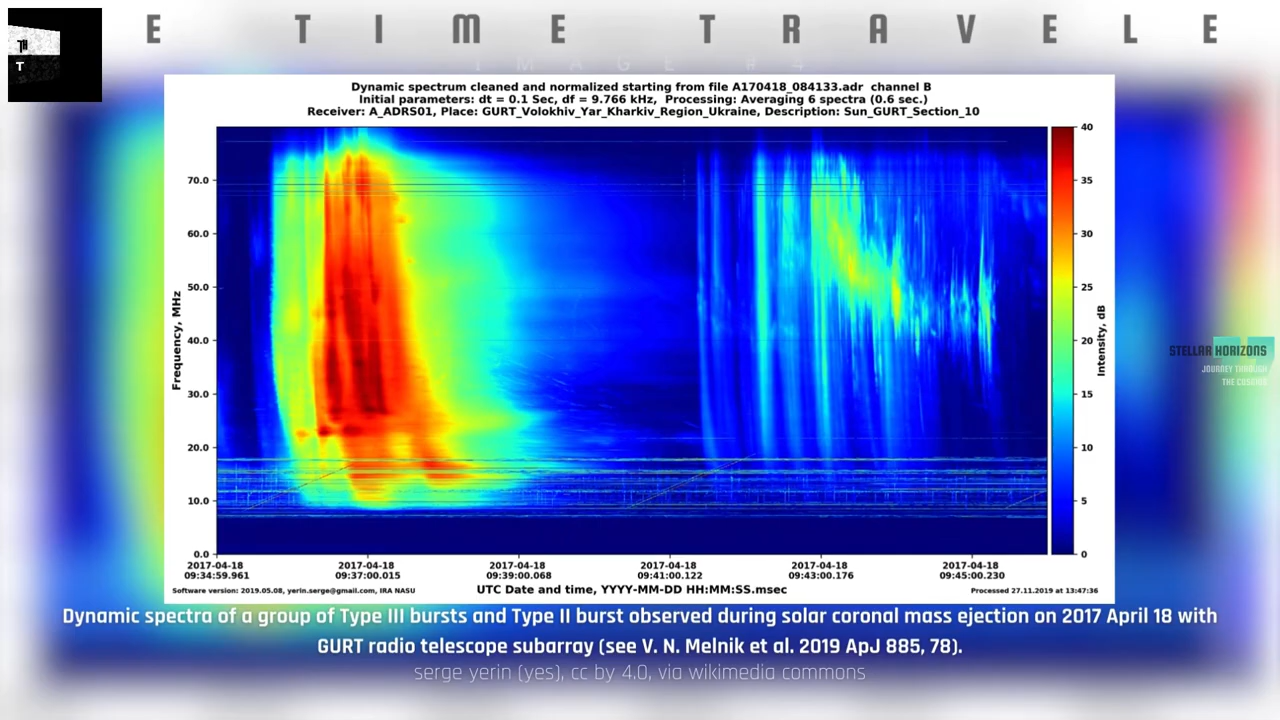 E TIME TRAVELE
IMAGE #4
T
Dynamic spectrum cleaned and normalized starting from file A170418_084133.adr channel B
Initial parameters: dt = 0.1 Sec, df = 9.766 kHz, Processing: Averaging 6 spectra (0.6 sec.)
Receiver: A_ADRS01, Place: GURT_Volokhiv_Yar_Kharkiv_Region_Ukraine, Description: Sun_GURT_Section_10
40
35
30
25
20
15
10
5
0
Intensity, dB
70.0
60.0
50.0
40.0
30.0
20.0
10.0
0.0
Frequency, MHz
2017-04-18 2017-04-18 2017-04-18 2017-04-18 2017-04-18 2017-04-18
09:34:59.961 09:37:00.015 09:39:00.068 09:41:00.122 09:43:00.176 09:45:00.230
Software version: 2019.05.08, yerin.serge@gmail.com, IRA NASU UTC Date and time, YYYY-MM-DD HH:MM:SS.msec Processed 27.11.2019 at 13:47:36
STELLAR HORIZONS
JOURNEY THROUGH
THE COSMOS
Dynamic spectra of a group of Type III bursts and Type II burst observed during solar coronal mass ejection on 2017 April 18 with
GURT radio telescope subarray (see V. N. Melnik et al. 2019 ApJ 885, 78).
serge yerin (yes), cc by 4.0, via wikimedia commons